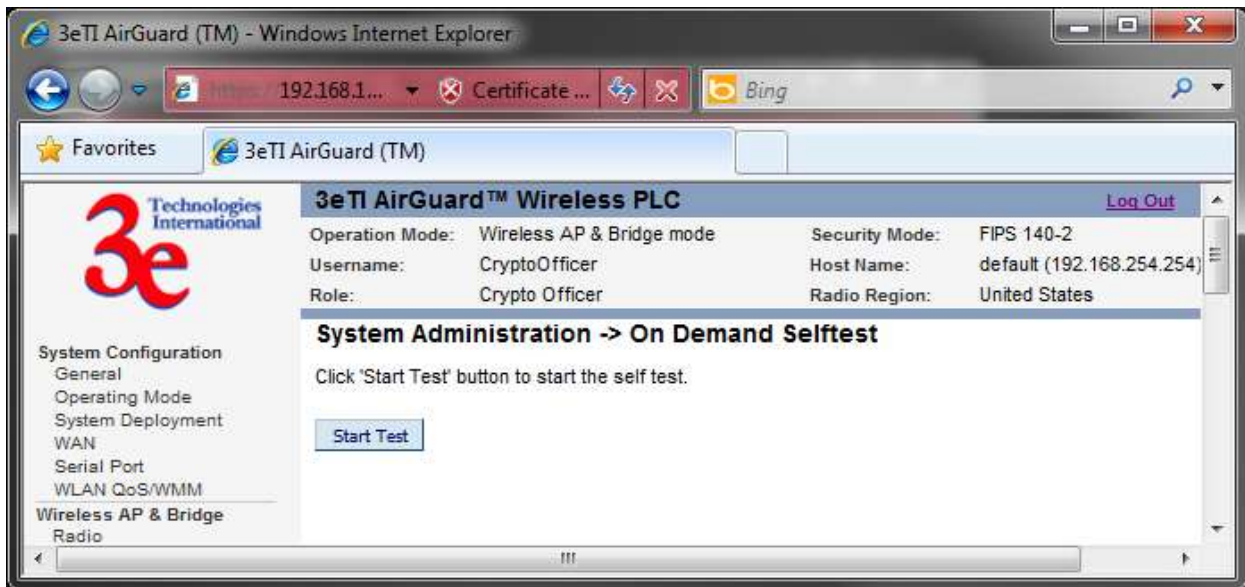 3eTI AirGuard (TM) - Windows Internet Explorer
192.168.1... Certificate ... Bing
Favorites 3eTI AirGuard (TM)
3e Technologies International
3eTI AirGuard™ Wireless PLC Log Out
Operation Mode: Wireless AP & Bridge mode Security Mode: FIPS 140-2
Username: CryptoOfficer Host Name: default (192.168.254.254)
Role: Crypto Officer Radio Region: United States
System Administration -> On Demand Selftest
Click 'Start Test' button to start the self test.
Start Test
System Configuration
General
Operating Mode
System Deployment
WAN
Serial Port
WLAN QoS/WMM
Wireless AP & Bridge
Radio